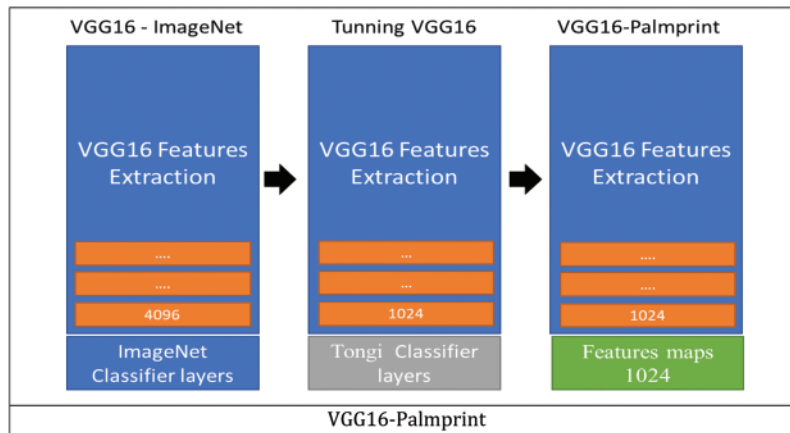 VGG16 - ImageNet
Tunning VGG16
VGG16-Palmprint
VGG16 Features
Extraction
....
....
4096
ImageNet
Classifier layers
VGG16 Features
Extraction
...
...
1024
Tongi Classifier
layers
VGG16 Features
Extraction
....
....
1024
Features maps
1024
VGG16-Palmprint